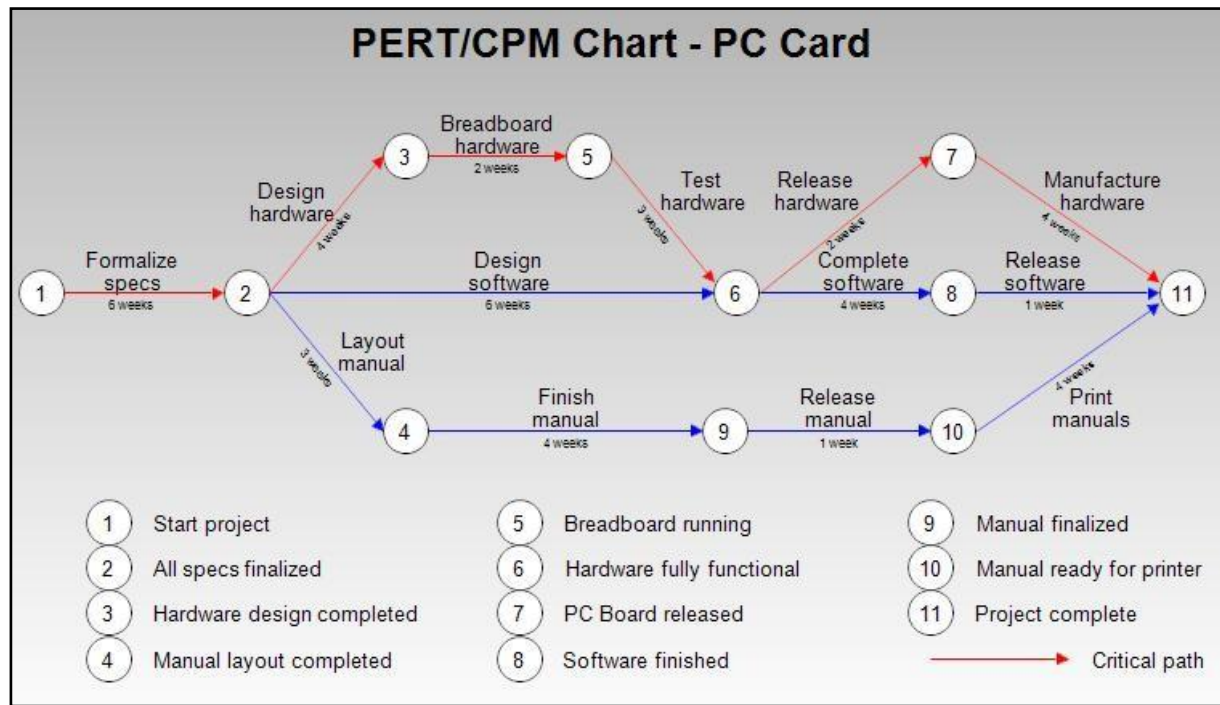 PERT/CPM Chart - PC Card
Breadboard
hardware
2 weeks
3
5
7
Design
hardware
4 weeks
Test
hardware
3 weeks
Release
hardware
2 weeks
Manufacture
hardware
4 weeks
Formalize
specs
6 weeks
Design
software
6 weeks
Complete
software
4 weeks
Release
software
1 week
1
2
6
8
11
Layout
manual
3 weeks
Finish
manual
4 weeks
Release
manual
1 week
4 weeks
Print
manuals
4
9
10
1 Start project
2 All specs finalized
3 Hardware design completed
4 Manual layout completed
5 Breadboard running
6 Hardware fully functional
7 PC Board released
8 Software finished
9 Manual finalized
10 Manual ready for printer
11 Project complete
Critical path